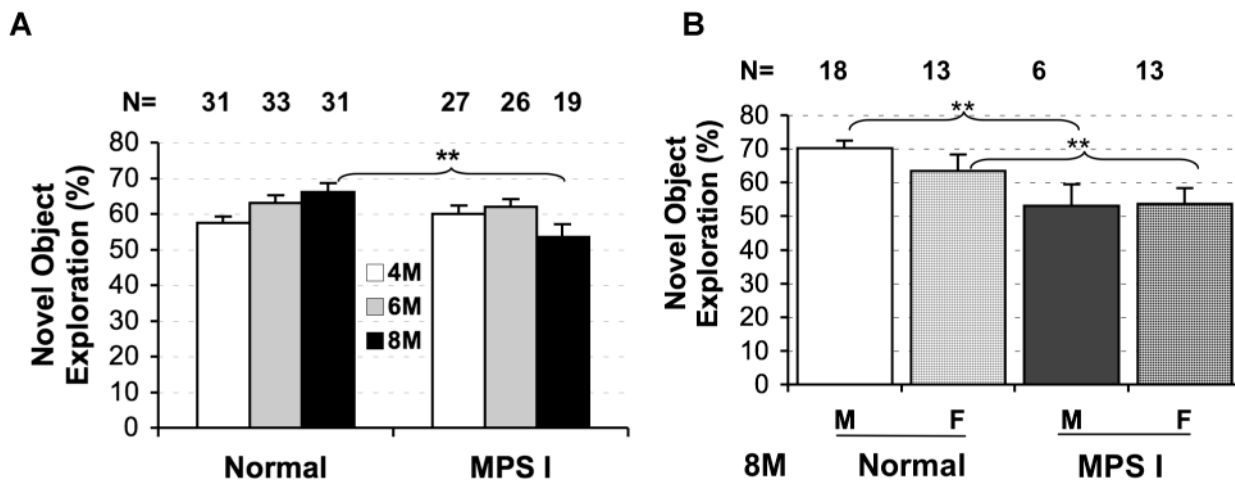 A
N= 31 33 31 27 26 19
Novel Object
Exploration (%)
80
70
60
50
40
30
20
10
0
**
4M
6M
8M
Normal MPS I
B
N= 18 13 6 13
Novel Object
Exploration (%)
80
70
60
50
40
30
20
10
0
**
**
M F M F
8M Normal MPS I